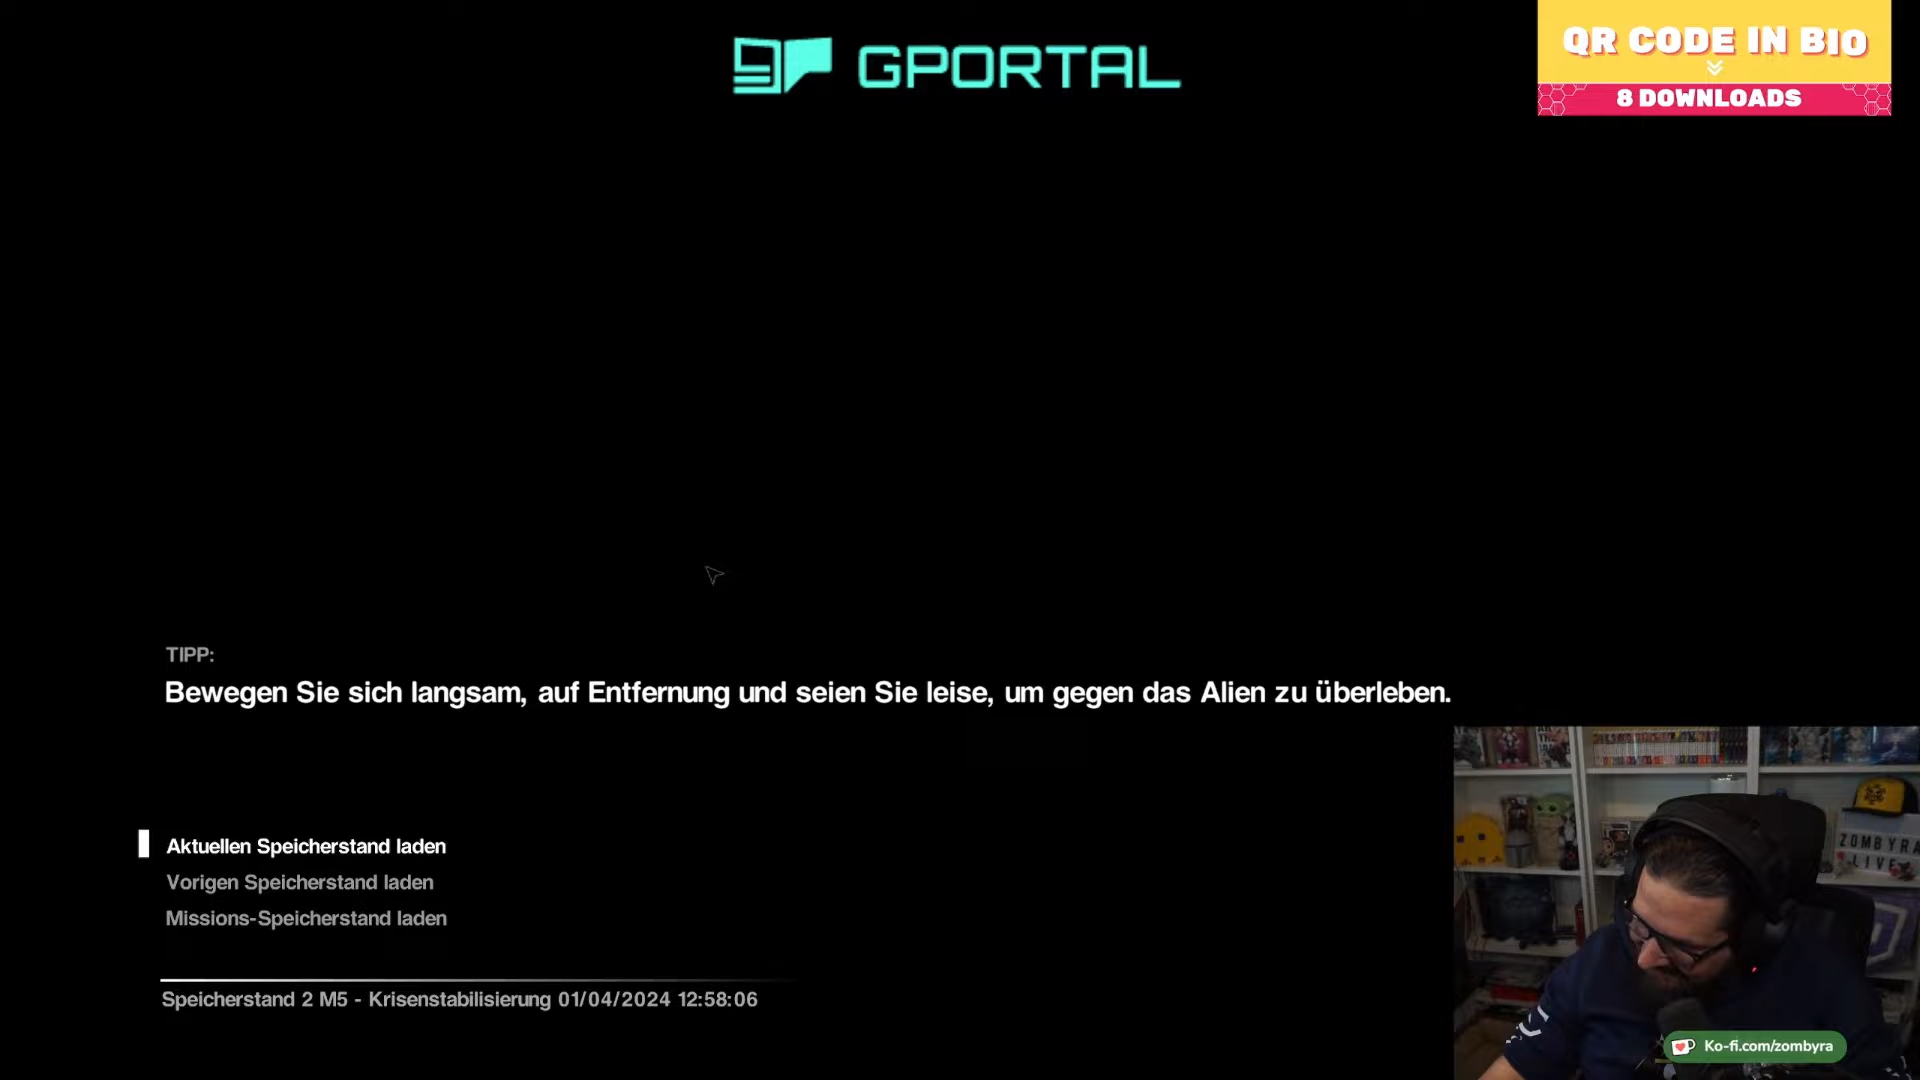 GPORTAL
QR CODE IN BIO
8 DOWNLOADS
TIPP:
Bewegen Sie sich langsam, auf Entfernung und seien Sie leise, um gegen das Alien zu überleben.
Aktuellen Speicherstand laden
Vorigen Speicherstand laden
Missions-Speicherstand laden
Speicherstand 2 M5 - Krisenstabilisierung 01/04/2024 12:58:06
ZOMBYRA
LIVE
Ko-fi.com/zombyra